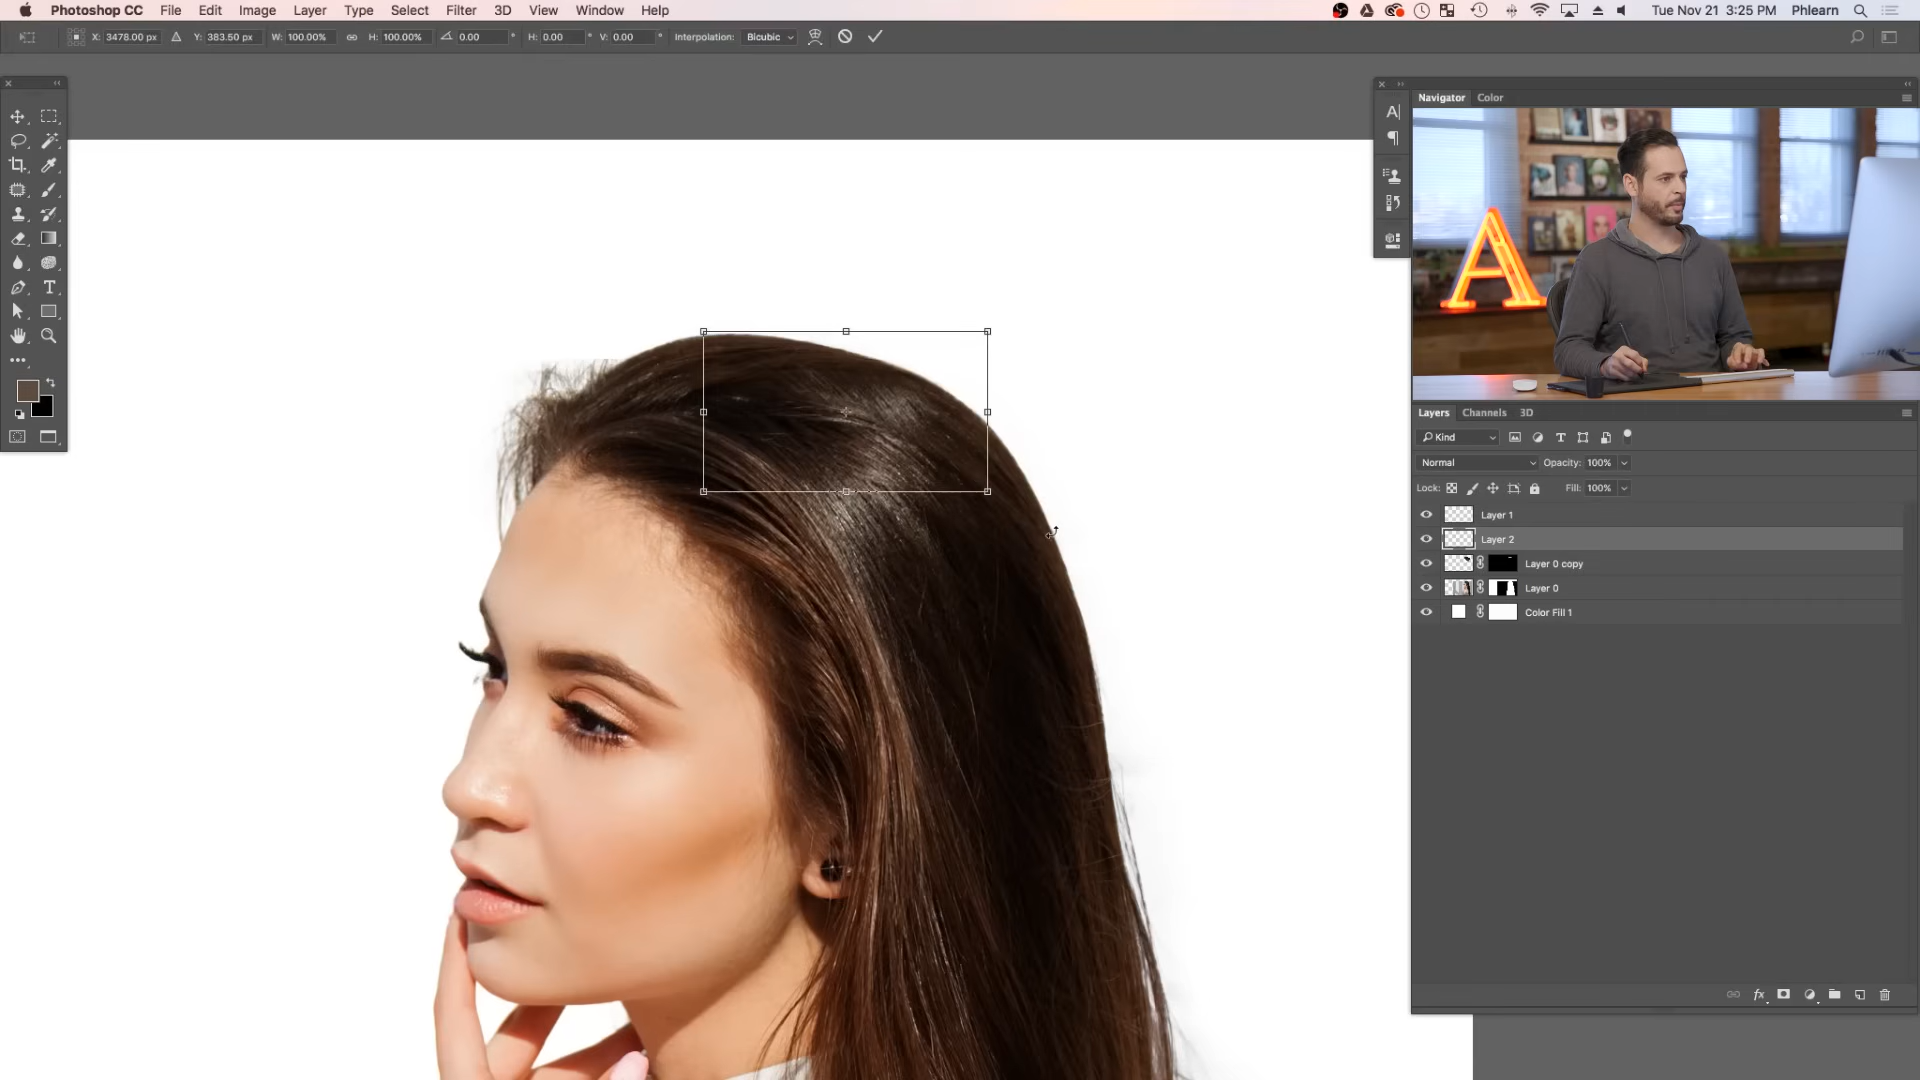 Photoshop CC File Edit Image Layer Type Select Filter 3D View Window Help Tue Nov 21 3:25 PM Phlearn
X: 3478.00 px Y: 383.50 px W: 100.00% H: 100.00% 0.00 ° H: 0.00 ° V: 0.00 ° Interpolation: Bicubic
Navigator Color
A
Layers Channels 3D
Kind
Normal Opacity: 100%
Lock: Fill: 100%
Layer 1
Layer 2
Layer 0 copy
Layer 0
Color Fill 1
fx